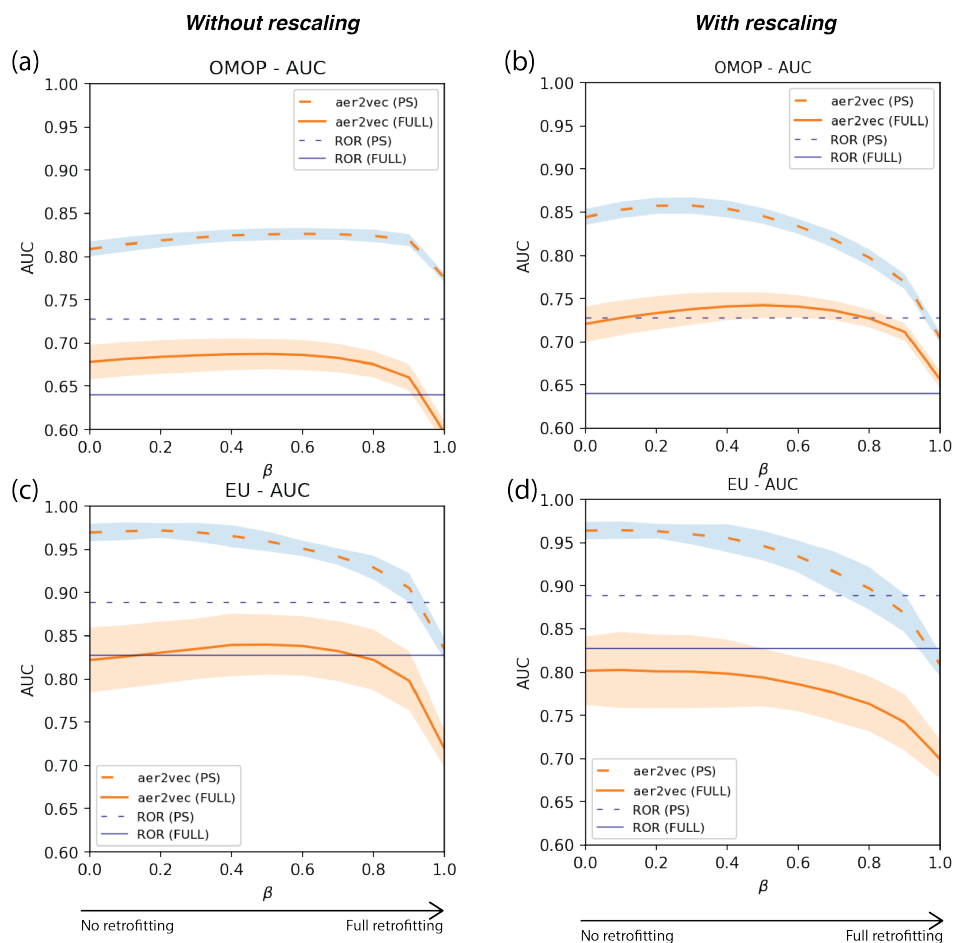 Without rescaling
With rescaling
(a)
OMOP - AUC
1.00
0.95
0.90
0.85
0.80
0.75
0.70
0.65
0.60
AUC
aer2vec (PS)
aer2vec (FULL)
ROR (PS)
ROR (FULL)
0.0 0.2 0.4 0.6 0.8 1.0
β
(b)
OMOP - AUC
1.00
0.95
0.90
0.85
0.80
0.75
0.70
0.65
0.60
AUC
aer2vec (PS)
aer2vec (FULL)
ROR (PS)
ROR (FULL)
0.0 0.2 0.4 0.6 0.8 1.0
β
(c)
EU - AUC
1.00
0.95
0.90
0.85
0.80
0.75
0.70
0.65
0.60
AUC
aer2vec (PS)
aer2vec (FULL)
ROR (PS)
ROR (FULL)
0.0 0.2 0.4 0.6 0.8 1.0
β
No retrofitting Full retrofitting
(d)
EU - AUC
1.00
0.95
0.90
0.85
0.80
0.75
0.70
0.65
0.60
AUC
aer2vec (PS)
aer2vec (FULL)
ROR (PS)
ROR (FULL)
0.0 0.2 0.4 0.6 0.8 1.0
β
No retrofitting Full retrofitting